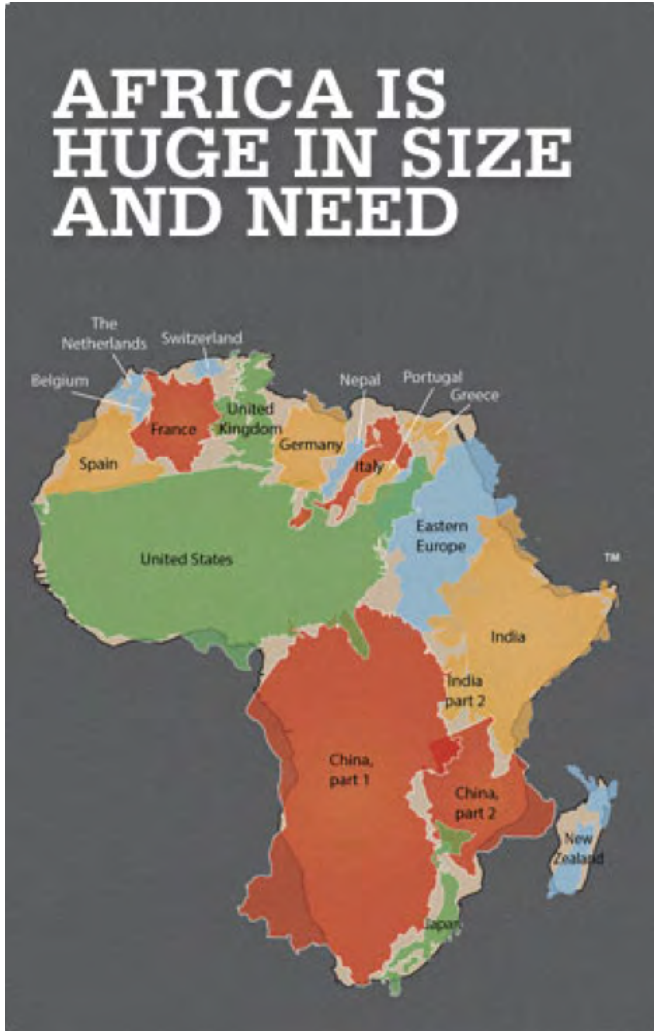 AFRICA IS
HUGE IN SIZE
AND NEED
The
Netherlands
Switzerland
Belgium
Nepal
Portugal
Greece
France
United
Kingdom
Germany
Italy
Spain
Eastern
Europe
United States
TM
India
India
part 2
China,
part 1
China,
part 2
New
Zealand
Japan